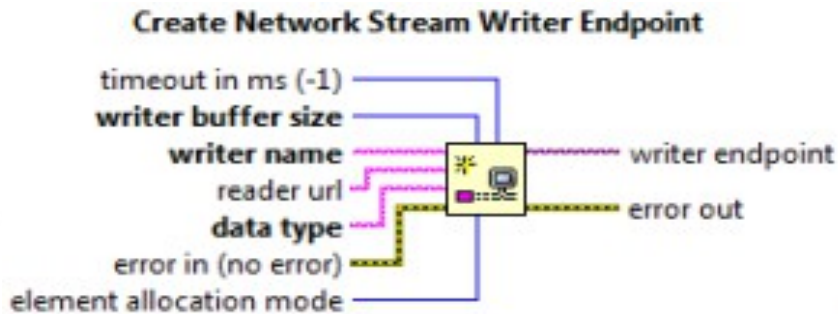 Create Network Stream Writer Endpoint
timeout in ms (-1)
writer buffer size
writer name
reader url
data type
error in (no error)
element allocation mode
writer endpoint
error out